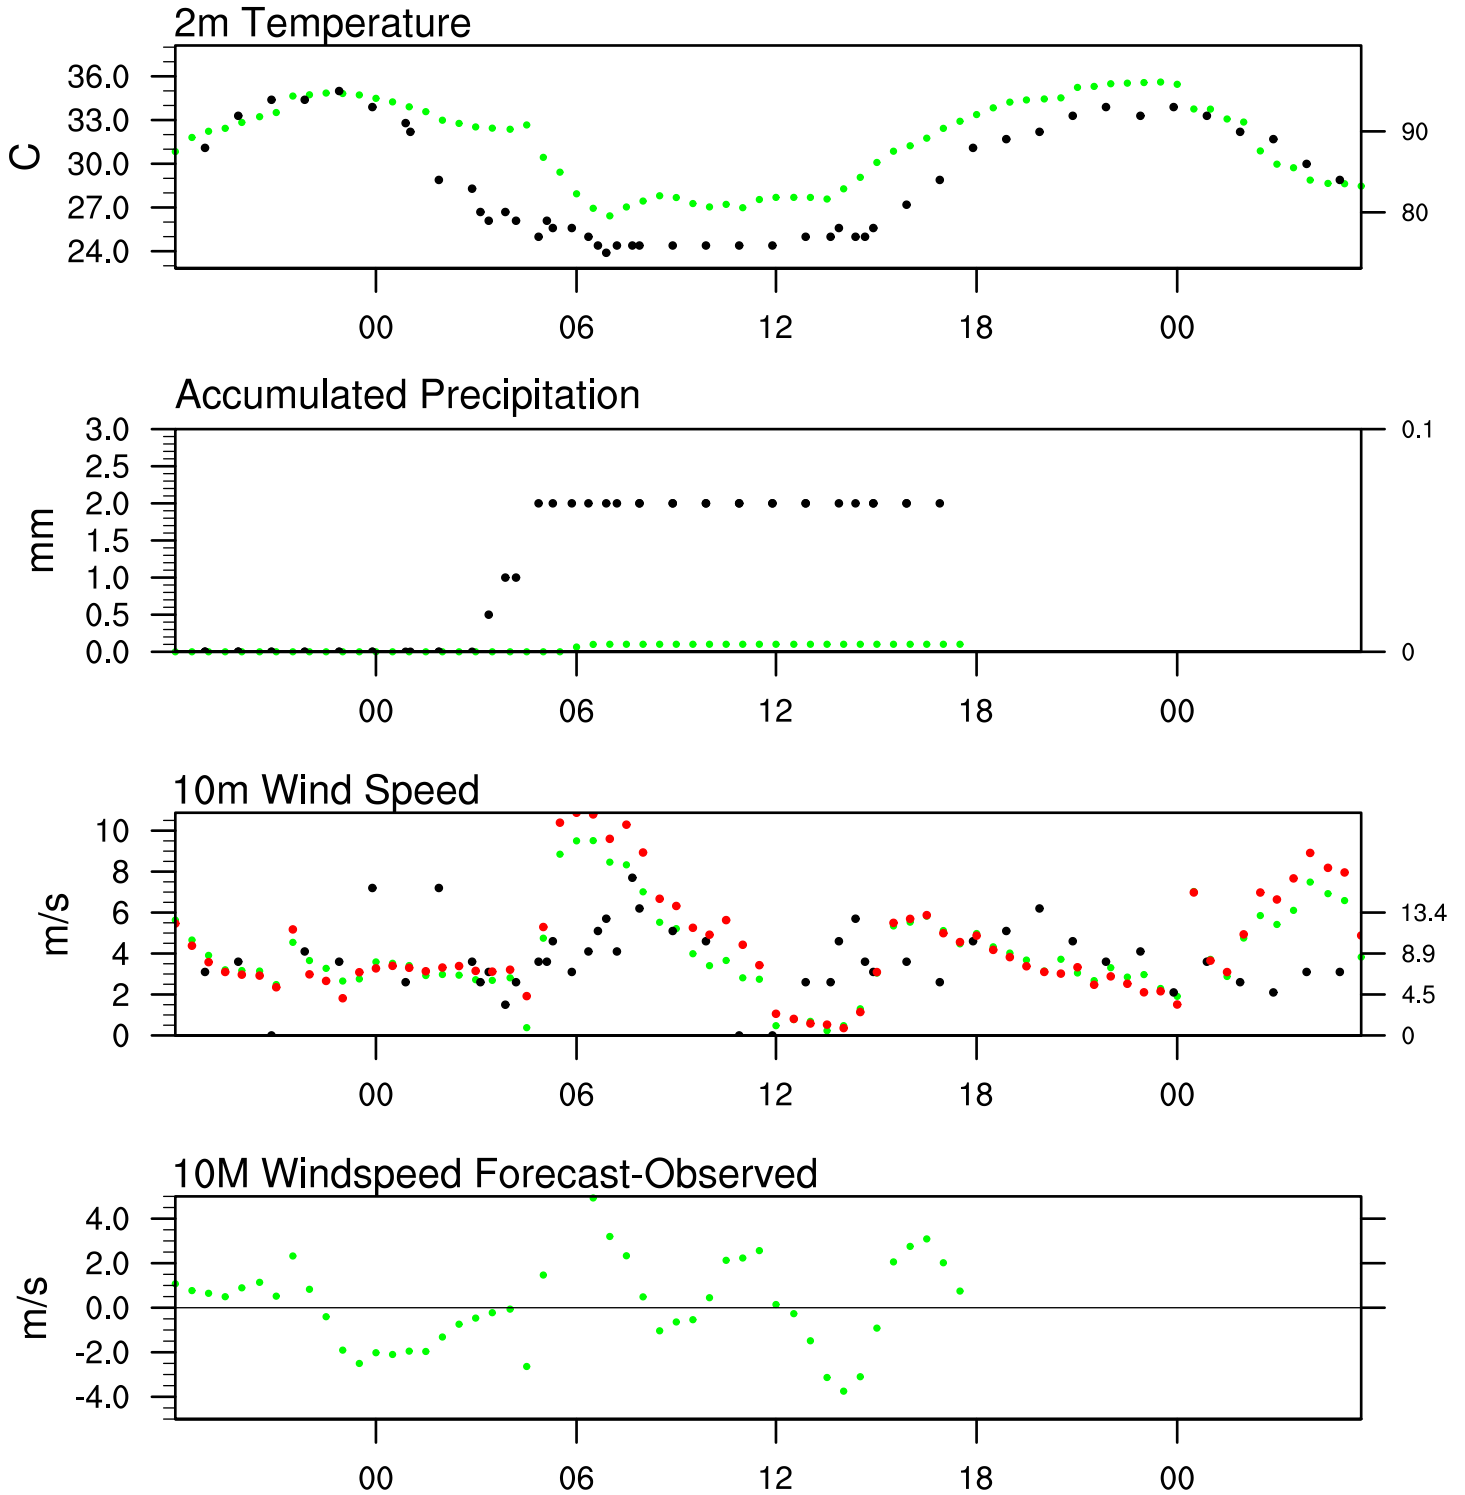 2m Temperature
36.0
33.0
30.0
27.0
24.0
C
90
80
00 06 12 18 00
Accumulated Precipitation
3.0
2.5
2.0
1.5
1.0
0.5
0.0
mm
0.1
0
00 06 12 18 00
10m Wind Speed
10
8
6
4
2
0
m/s
13.4
8.9
4.5
0
00 06 12 18 00
10M Windspeed Forecast-Observed
4.0
2.0
0.0
-2.0
-4.0
m/s
00 06 12 18 00